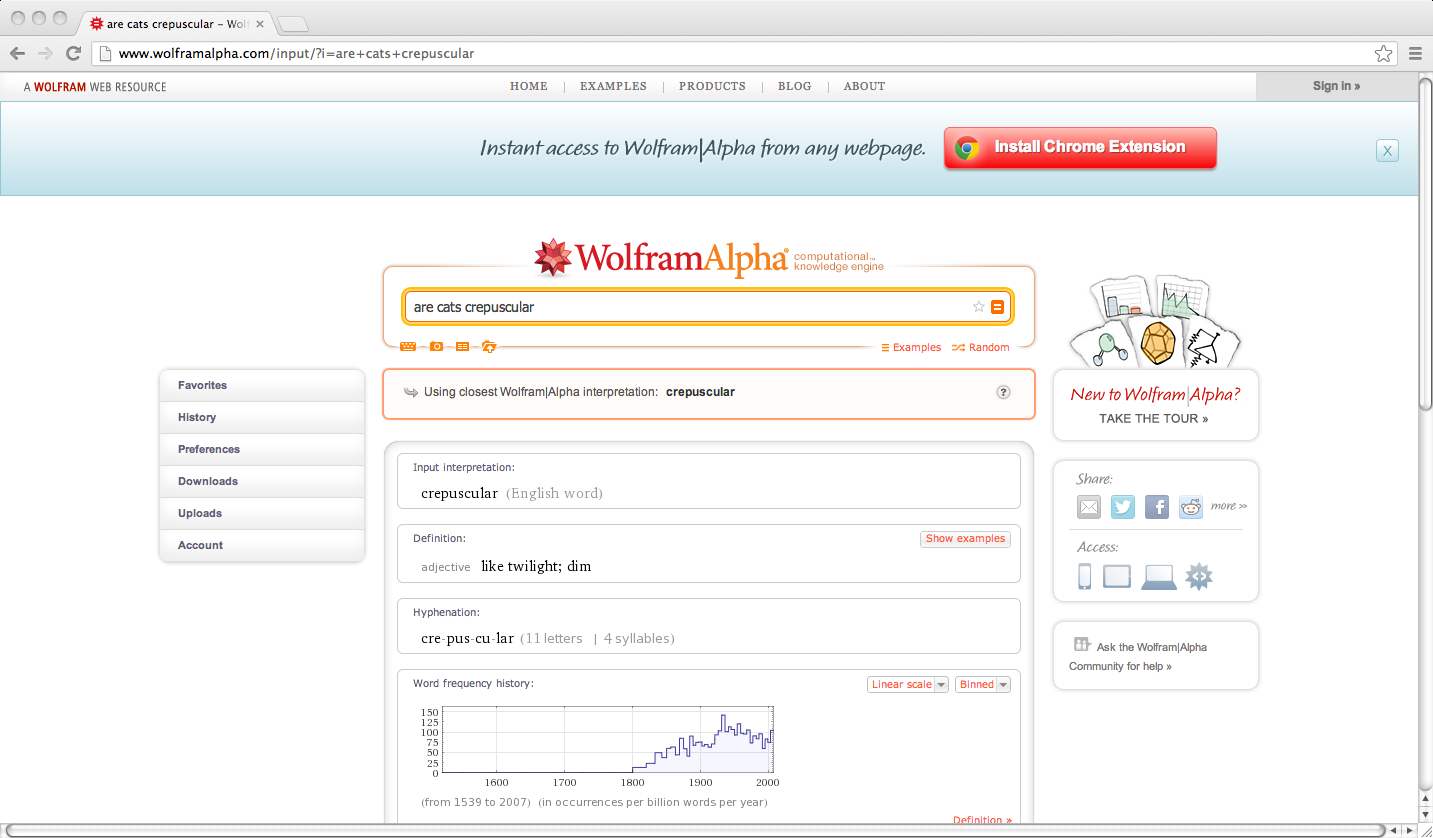 are cats crepuscular – Wol
www.wolframalpha.com/input/?i=are+cats+crepuscular
A WOLFRAM WEB RESOURCE
HOME | EXAMPLES | PRODUCTS | BLOG | ABOUT
Sign in »
Instant access to Wolfram|Alpha from any webpage.
Install Chrome Extension
X
WolframAlpha computational... knowledge engine
are cats crepuscular
Examples
Random
Favorites
History
Preferences
Downloads
Uploads
Account
Using closest Wolfram|Alpha interpretation: crepuscular
?
Input interpretation:
crepuscular (English word)
Definition:
Show examples
adjective like twilight; dim
Hyphenation:
cre-pus-cu-lar (11 letters | 4 syllables)
Word frequency history:
Linear scale
Binned
150
125
100
75
50
25
0
1600 1700 1800 1900 2000
(from 1539 to 2007) (in occurrences per billion words per year)
Definition »
New to Wolfram|Alpha?
TAKE THE TOUR »
Share:
more »
Access:
Ask the Wolfram|Alpha
Community for help »